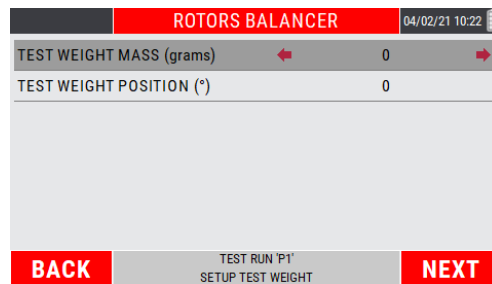 ROTORS BALANCER 04/02/21 10:22
TEST WEIGHT MASS (grams) 0
TEST WEIGHT POSITION (°) 0
BACK
TEST RUN 'P1'
SETUP TEST WEIGHT
NEXT